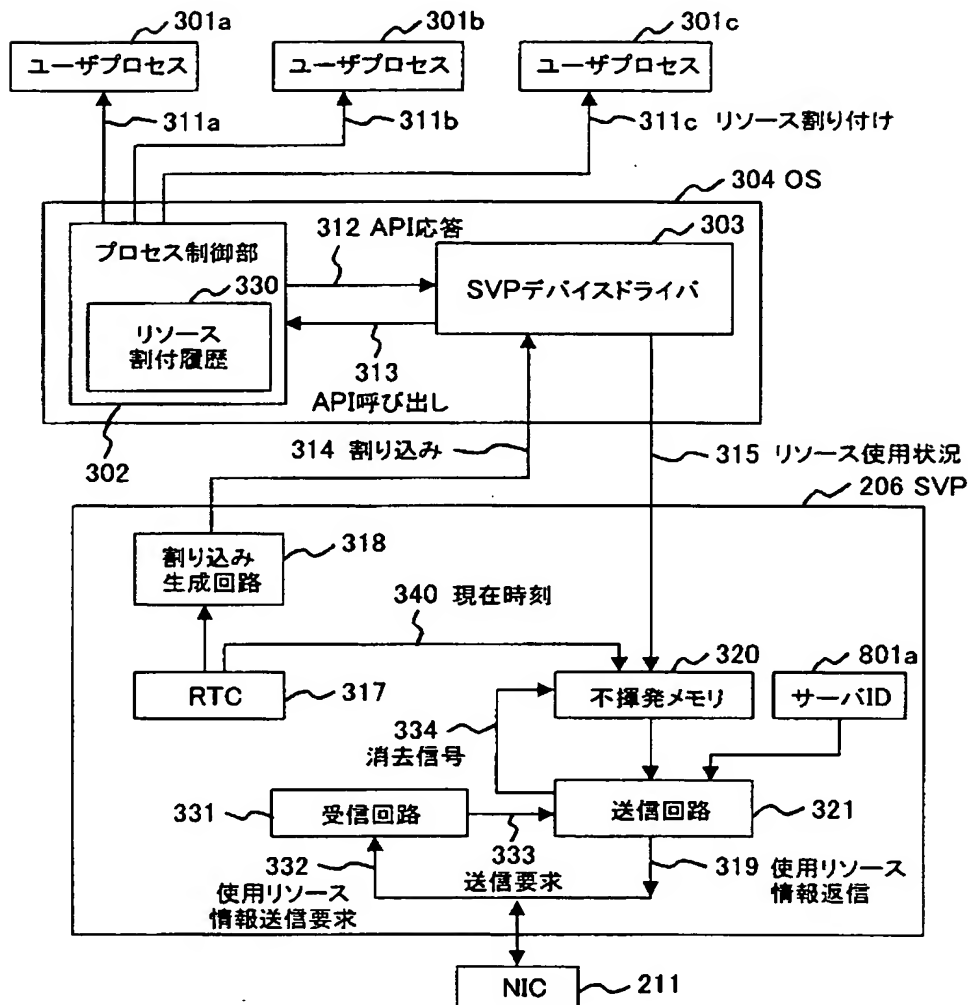 301a
301b
301c
ユーザプロセス
ユーザプロセス
ユーザプロセス
311a
311b
311c リソース割り付け
304 OS
プロセス制御部
312 API応答
303
330
SVPデバイスドライバ
リソース
割付履歴
313
API呼び出し
302
314 割り込み
315 リソース使用状況
206 SVP
割り込み
生成回路
318
340 現在時刻
320
801a
RTC
317
不揮発メモリ
サーバID
334
消去信号
331
受信回路
送信回路
321
333
送信要求
332
使用リソース
情報送信要求
319 使用リソース
情報返信
NIC
211